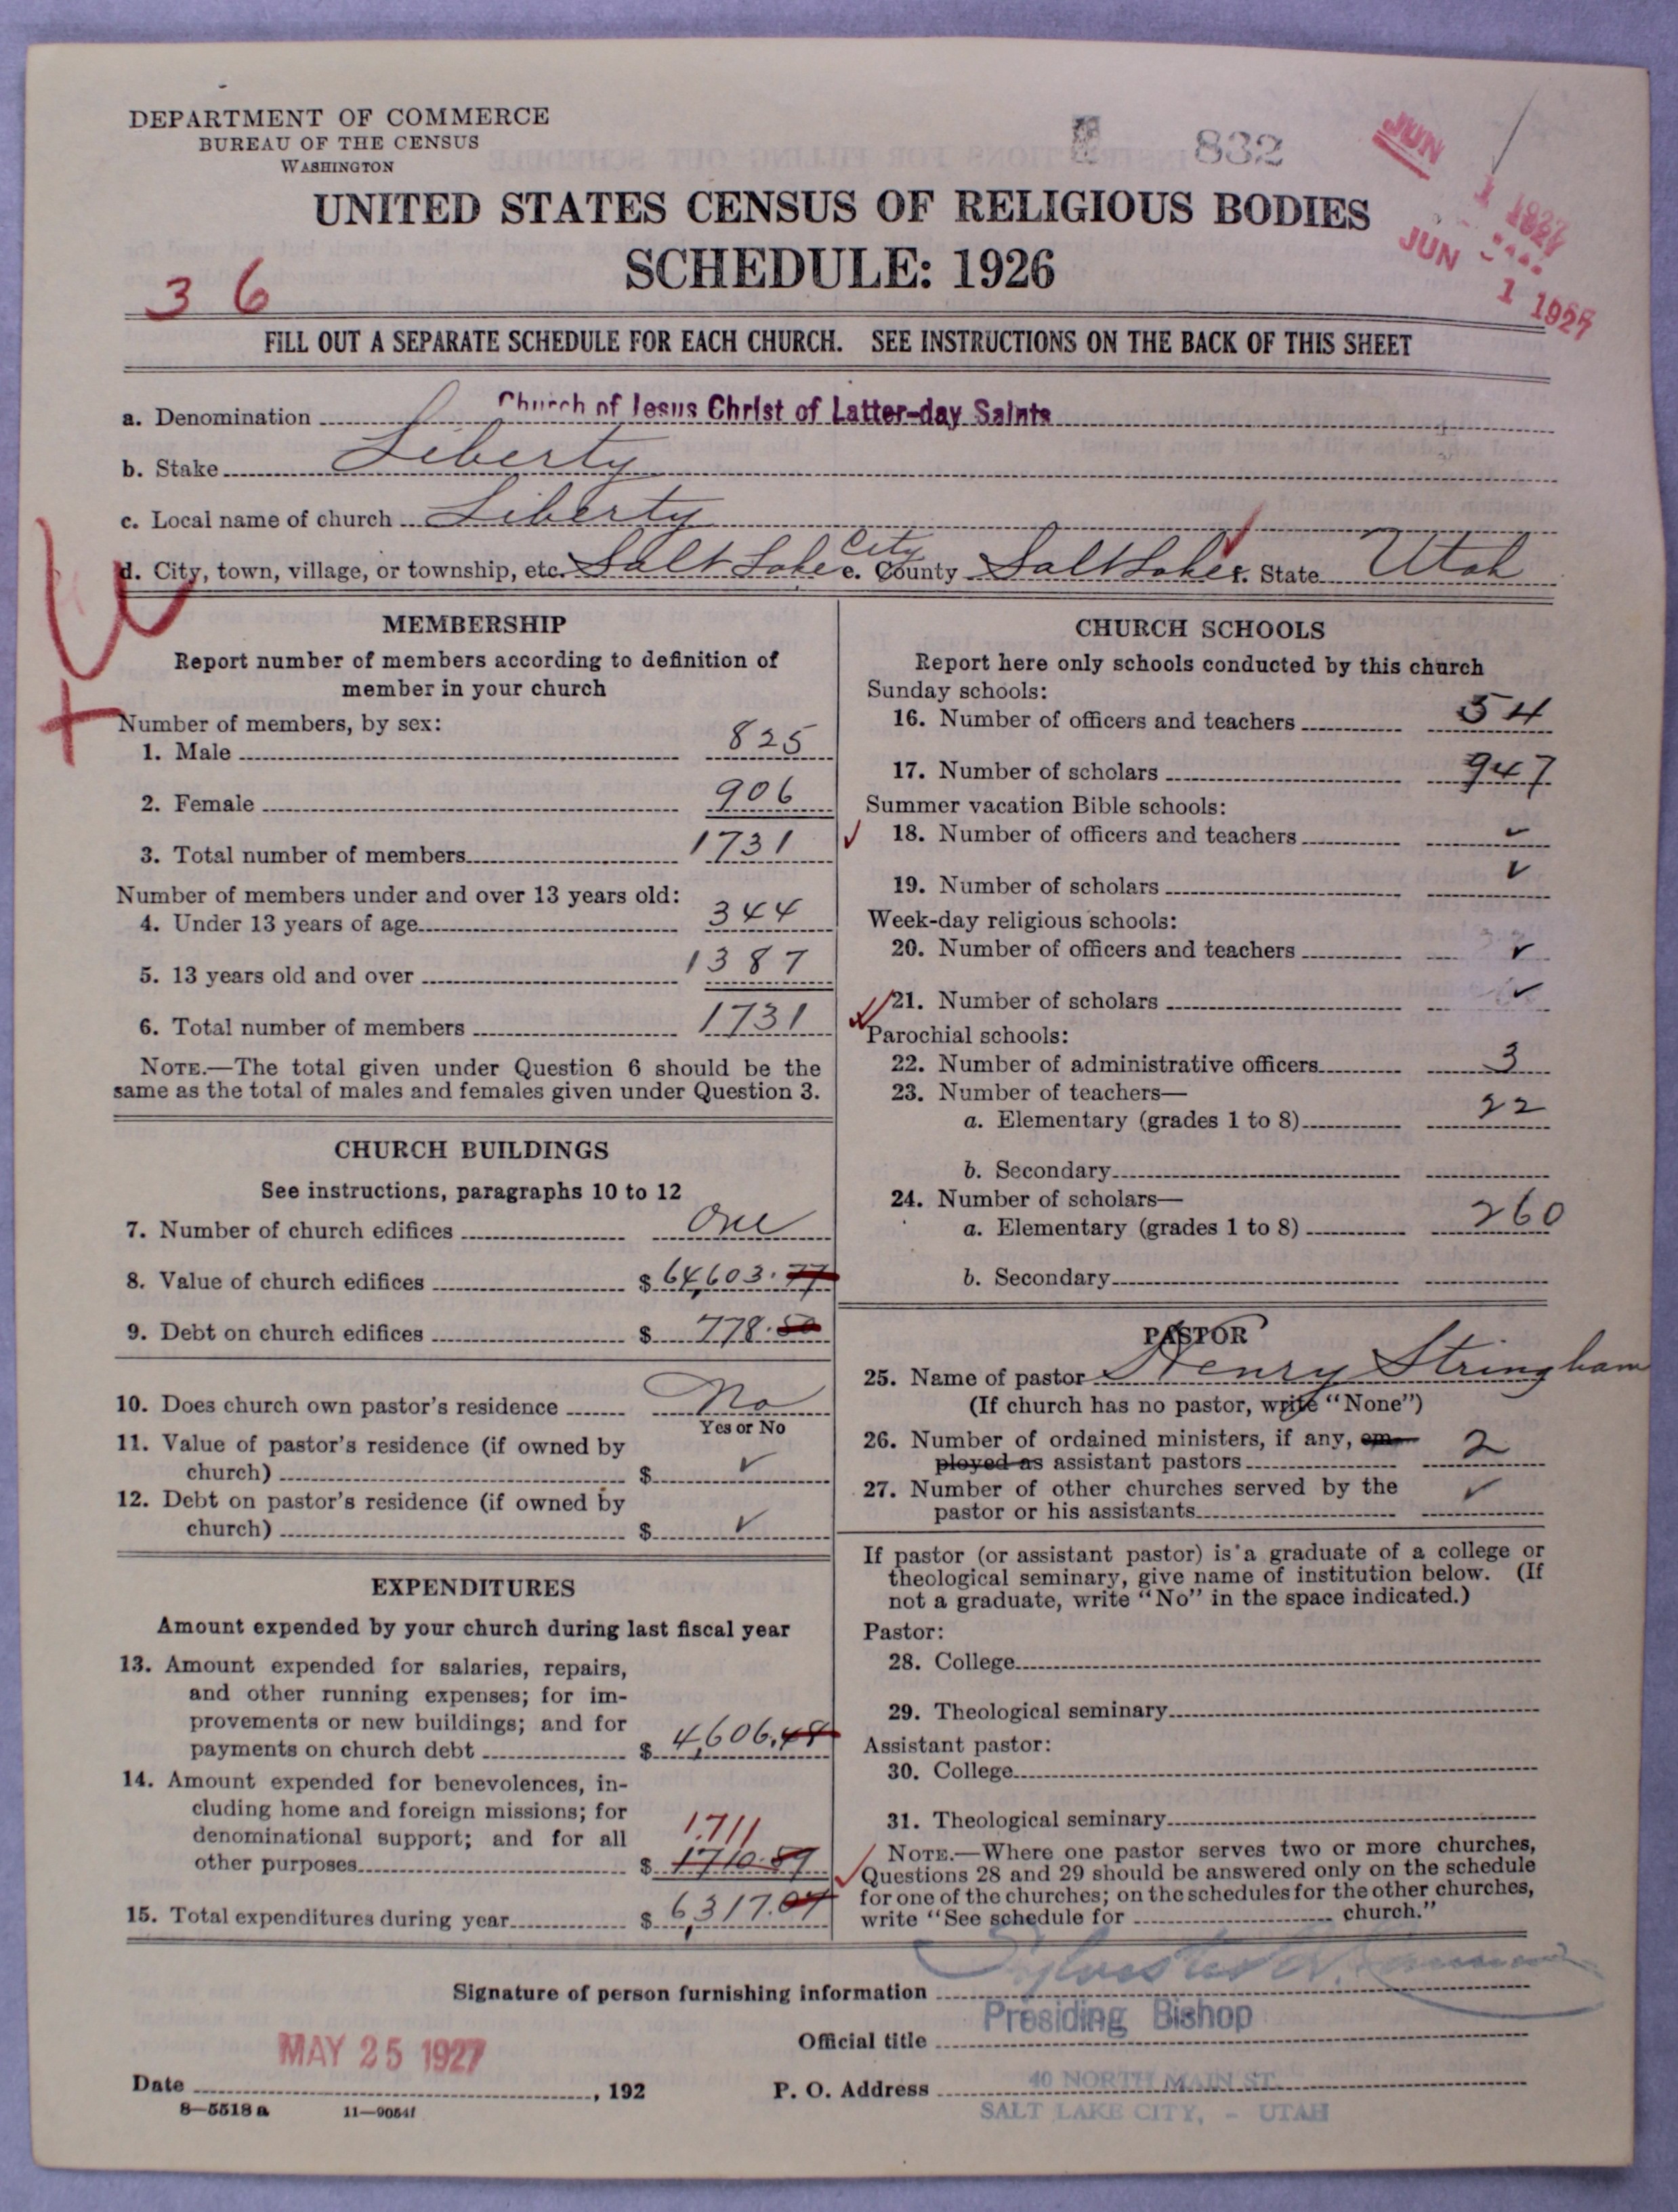 DEPARTMENT OF COMMERCE
BUREAU OF THE CENSUS
WASHINGTON
832
JUN 1 1927
JUN 1 1927
UNITED STATES CENSUS OF RELIGIOUS BODIES
SCHEDULE: 1926
36
FILL OUT A SEPARATE SCHEDULE FOR EACH CHURCH. SEE INSTRUCTIONS ON THE BACK OF THIS SHEET
a. Denomination Church of Jesus Christ of Latter-day Saints
b. Stake Liberty
c. Local name of church Liberty
d. City, town, village, or township, etc. Salt Lake City e. County Salt Lake f. State Utah
MEMBERSHIP
Report number of members according to definition of
member in your church
Number of members, by sex:
1. Male 825
2. Female 906
3. Total number of members 1731
Number of members under and over 13 years old:
4. Under 13 years of age 344
5. 13 years old and over 1387
6. Total number of members 1731
NOTE.—The total given under Question 6 should be the
same as the total of males and females given under Question 3.
CHURCH BUILDINGS
See instructions, paragraphs 10 to 12
7. Number of church edifices One
8. Value of church edifices $ 64,603.77
9. Debt on church edifices $ 778.50
10. Does church own pastor's residence No
Yes or No
11. Value of pastor's residence (if owned by
church) $ ✓
12. Debt on pastor's residence (if owned by
church) $ ✓
EXPENDITURES
Amount expended by your church during last fiscal year
13. Amount expended for salaries, repairs,
and other running expenses; for im-
provements or new buildings; and for
payments on church debt $ 4,606.48
14. Amount expended for benevolences, in-
cluding home and foreign missions; for
denominational support; and for all
1711
other purposes $ 1710.59
15. Total expenditures during year $ 6,317.07
CHURCH SCHOOLS
Report here only schools conducted by this church
Sunday schools:
16. Number of officers and teachers 54
17. Number of scholars 947
Summer vacation Bible schools:
✓ 18. Number of officers and teachers ✓
19. Number of scholars ✓
Week-day religious schools:
20. Number of officers and teachers ✓
21. Number of scholars ✓
Parochial schools:
22. Number of administrative officers 3
23. Number of teachers—
a. Elementary (grades 1 to 8) 22
b. Secondary
24. Number of scholars—
a. Elementary (grades 1 to 8) 260
b. Secondary
PASTOR
25. Name of pastor Henry Stringham
(If church has no pastor, write "None")
26. Number of ordained ministers, if any, em-
ployed as assistant pastors 2
27. Number of other churches served by the
pastor or his assistants ✓
If pastor (or assistant pastor) is a graduate of a college or
theological seminary, give name of institution below. (If
not a graduate, write "No" in the space indicated.)
Pastor:
28. College
29. Theological seminary
Assistant pastor:
30. College
31. Theological seminary
NOTE.—Where one pastor serves two or more churches,
✓ Questions 28 and 29 should be answered only on the schedule
for one of the churches; on the schedules for the other churches,
write "See schedule for church."
Signature of person furnishing information Sylvester Q. Cannon
Official title Presiding Bishop
MAY 25 1927
Date , 192
P. O. Address 40 NORTH MAIN ST.
SALT LAKE CITY, - UTAH
8—5518 a 11—9054f